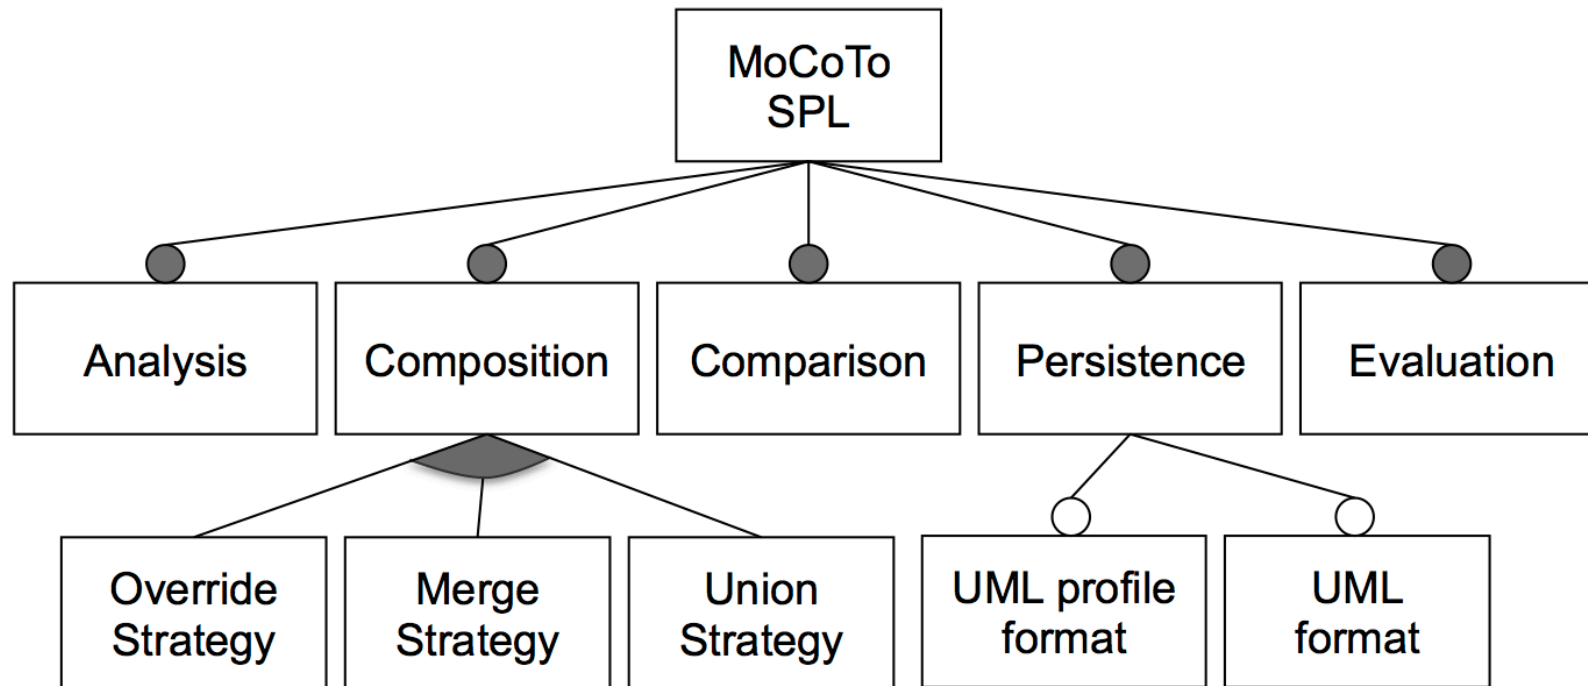 MoCoTo
SPL
Analysis
Composition
Comparison
Persistence
Evaluation
Override
Strategy
Merge
Strategy
Union
Strategy
UML profile
format
UML
format